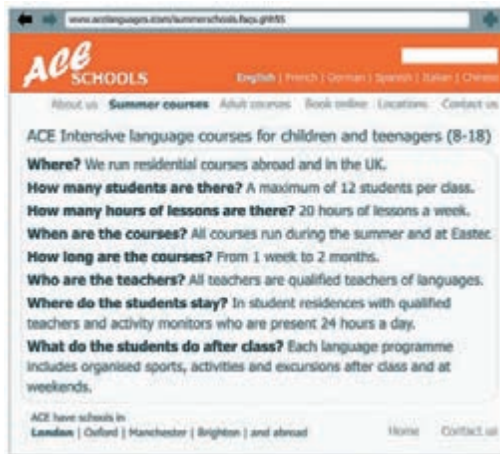 www.acelanguages.com/summerschools.faqs.ghtl55
ACE SCHOOLS
English | French | German | Spanish | Italian | Chinese
About us Summer courses Adult courses Book online Locations Contact us
ACE Intensive language courses for children and teenagers (8-18)
Where? We run residential courses abroad and in the UK.
How many students are there? A maximum of 12 students per class.
How many hours of lessons are there? 20 hours of lessons a week.
When are the courses? All courses run during the summer and at Easter.
How long are the courses? From 1 week to 2 months.
Who are the teachers? All teachers are qualified teachers of languages.
Where do the students stay? In student residences with qualified
teachers and activity monitors who are present 24 hours a day.
What do the students do after class? Each language programme
includes organised sports, activities and excursions after class and at
weekends.
ACE have schools in
London | Oxford | Manchester | Brighton | and abroad Home Contact us